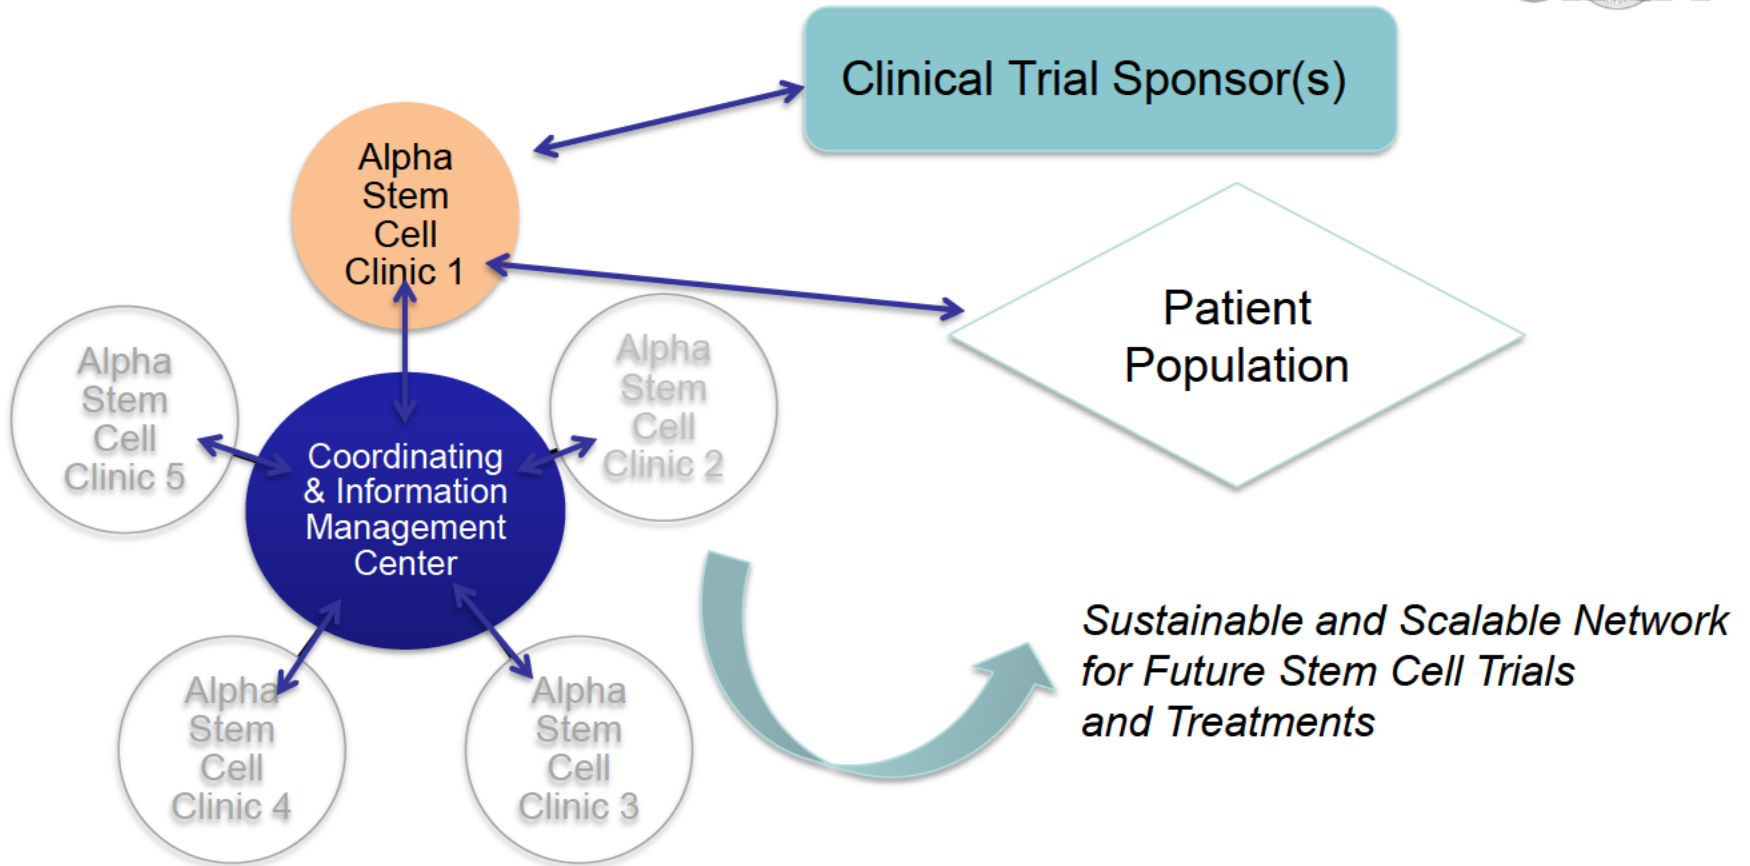 Clinical Trial Sponsor(s)
Alpha
Stem
Cell
Clinic 1
Patient
Population
Alpha
Stem
Cell
Clinic 5
Alpha
Stem
Cell
Clinic 2
Coordinating
& Information
Management
Center
Sustainable and Scalable Network
for Future Stem Cell Trials
and Treatments
Alpha
Stem
Cell
Clinic 4
Alpha
Stem
Cell
Clinic 3